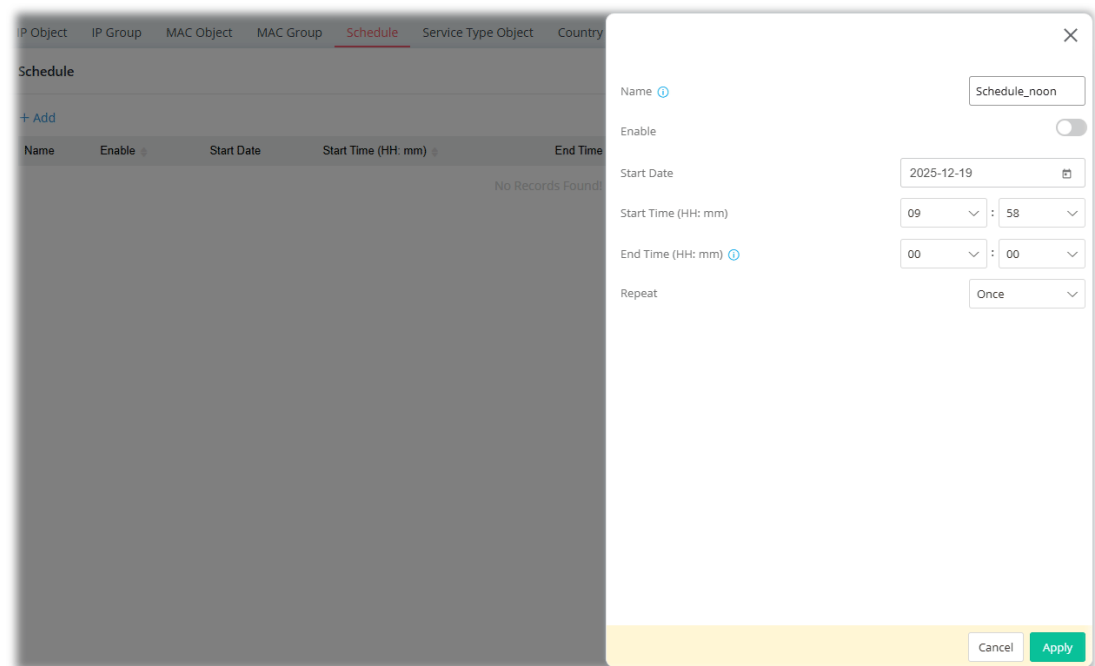 IP Object IP Group MAC Object MAC Group Schedule Service Type Object Country
Schedule
+ Add
Name Enable Start Date Start Time (HH: mm) End Time
No Records Found!
Name
Schedule_noon
Enable
Start Date
2025-12-19
Start Time (HH: mm)
09 : 58
End Time (HH: mm)
00 : 00
Repeat
Once
Cancel Apply